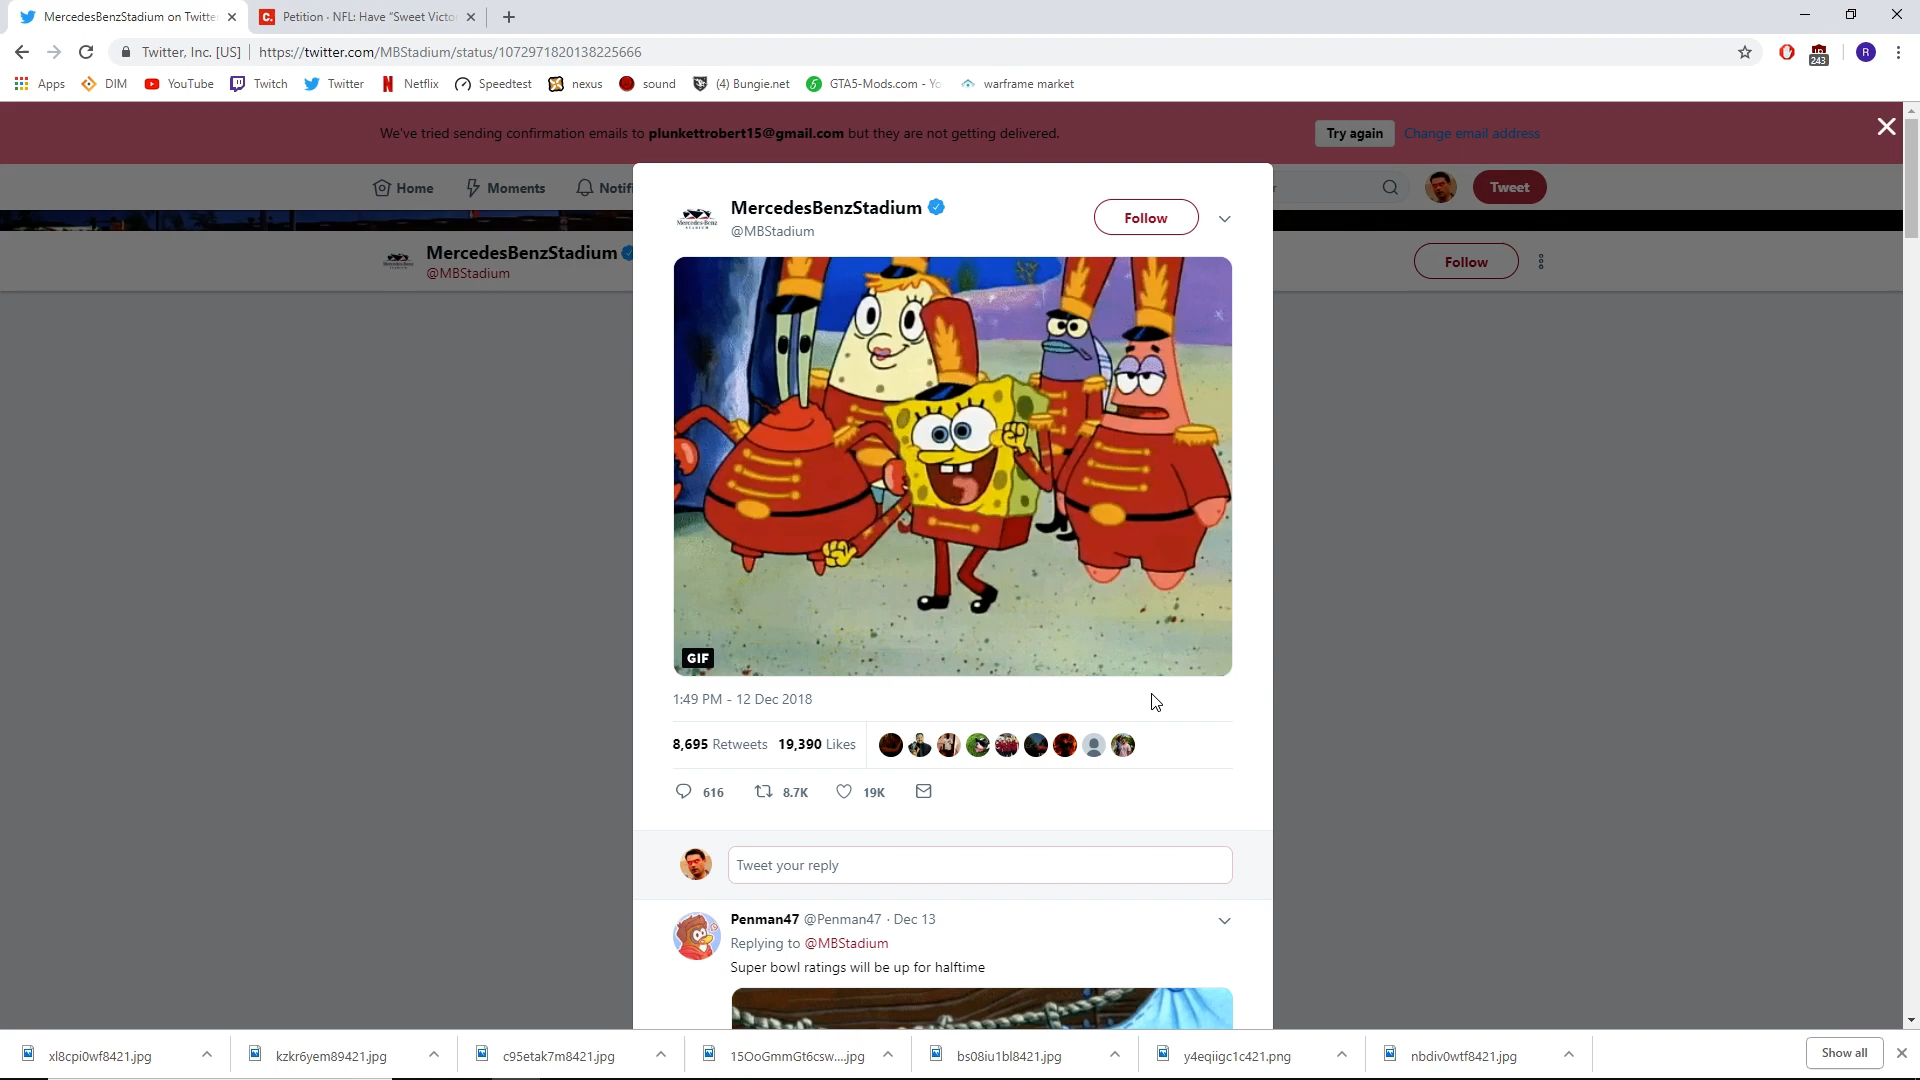 MercedesBenzStadium on Twitte
Petition · NFL: Have "Sweet Victo
Twitter, Inc. [US]
https://twitter.com/MBStadium/status/1072971820138225666
243
R
Apps
DIM
YouTube
Twitch
Twitter
Netflix
Speedtest
nexus
sound
(4) Bungie.net
GTA5-Mods.com - Yo
warframe market
We've tried sending confirmation emails to plunkettrobert15@gmail.com but they are not getting delivered.
Try again
Change email address
Home
Moments
Notifi
r
Tweet
MercedesBenzStadium
@MBStadium
Follow
MercedesBenzStadium
@MBStadium
Follow
GIF
1:49 PM - 12 Dec 2018
8,695 Retweets 19,390 Likes
616
8.7K
19K
Tweet your reply
Penman47 @Penman47 · Dec 13
Replying to @MBStadium
Super bowl ratings will be up for halftime
xl8cpi0wf8421.jpg
kzkr6yem89421.jpg
c95etak7m8421.jpg
15OoGmmGt6csw....jpg
bs08iu1bl8421.jpg
y4eqiigc1c421.png
nbdiv0wtf8421.jpg
Show all